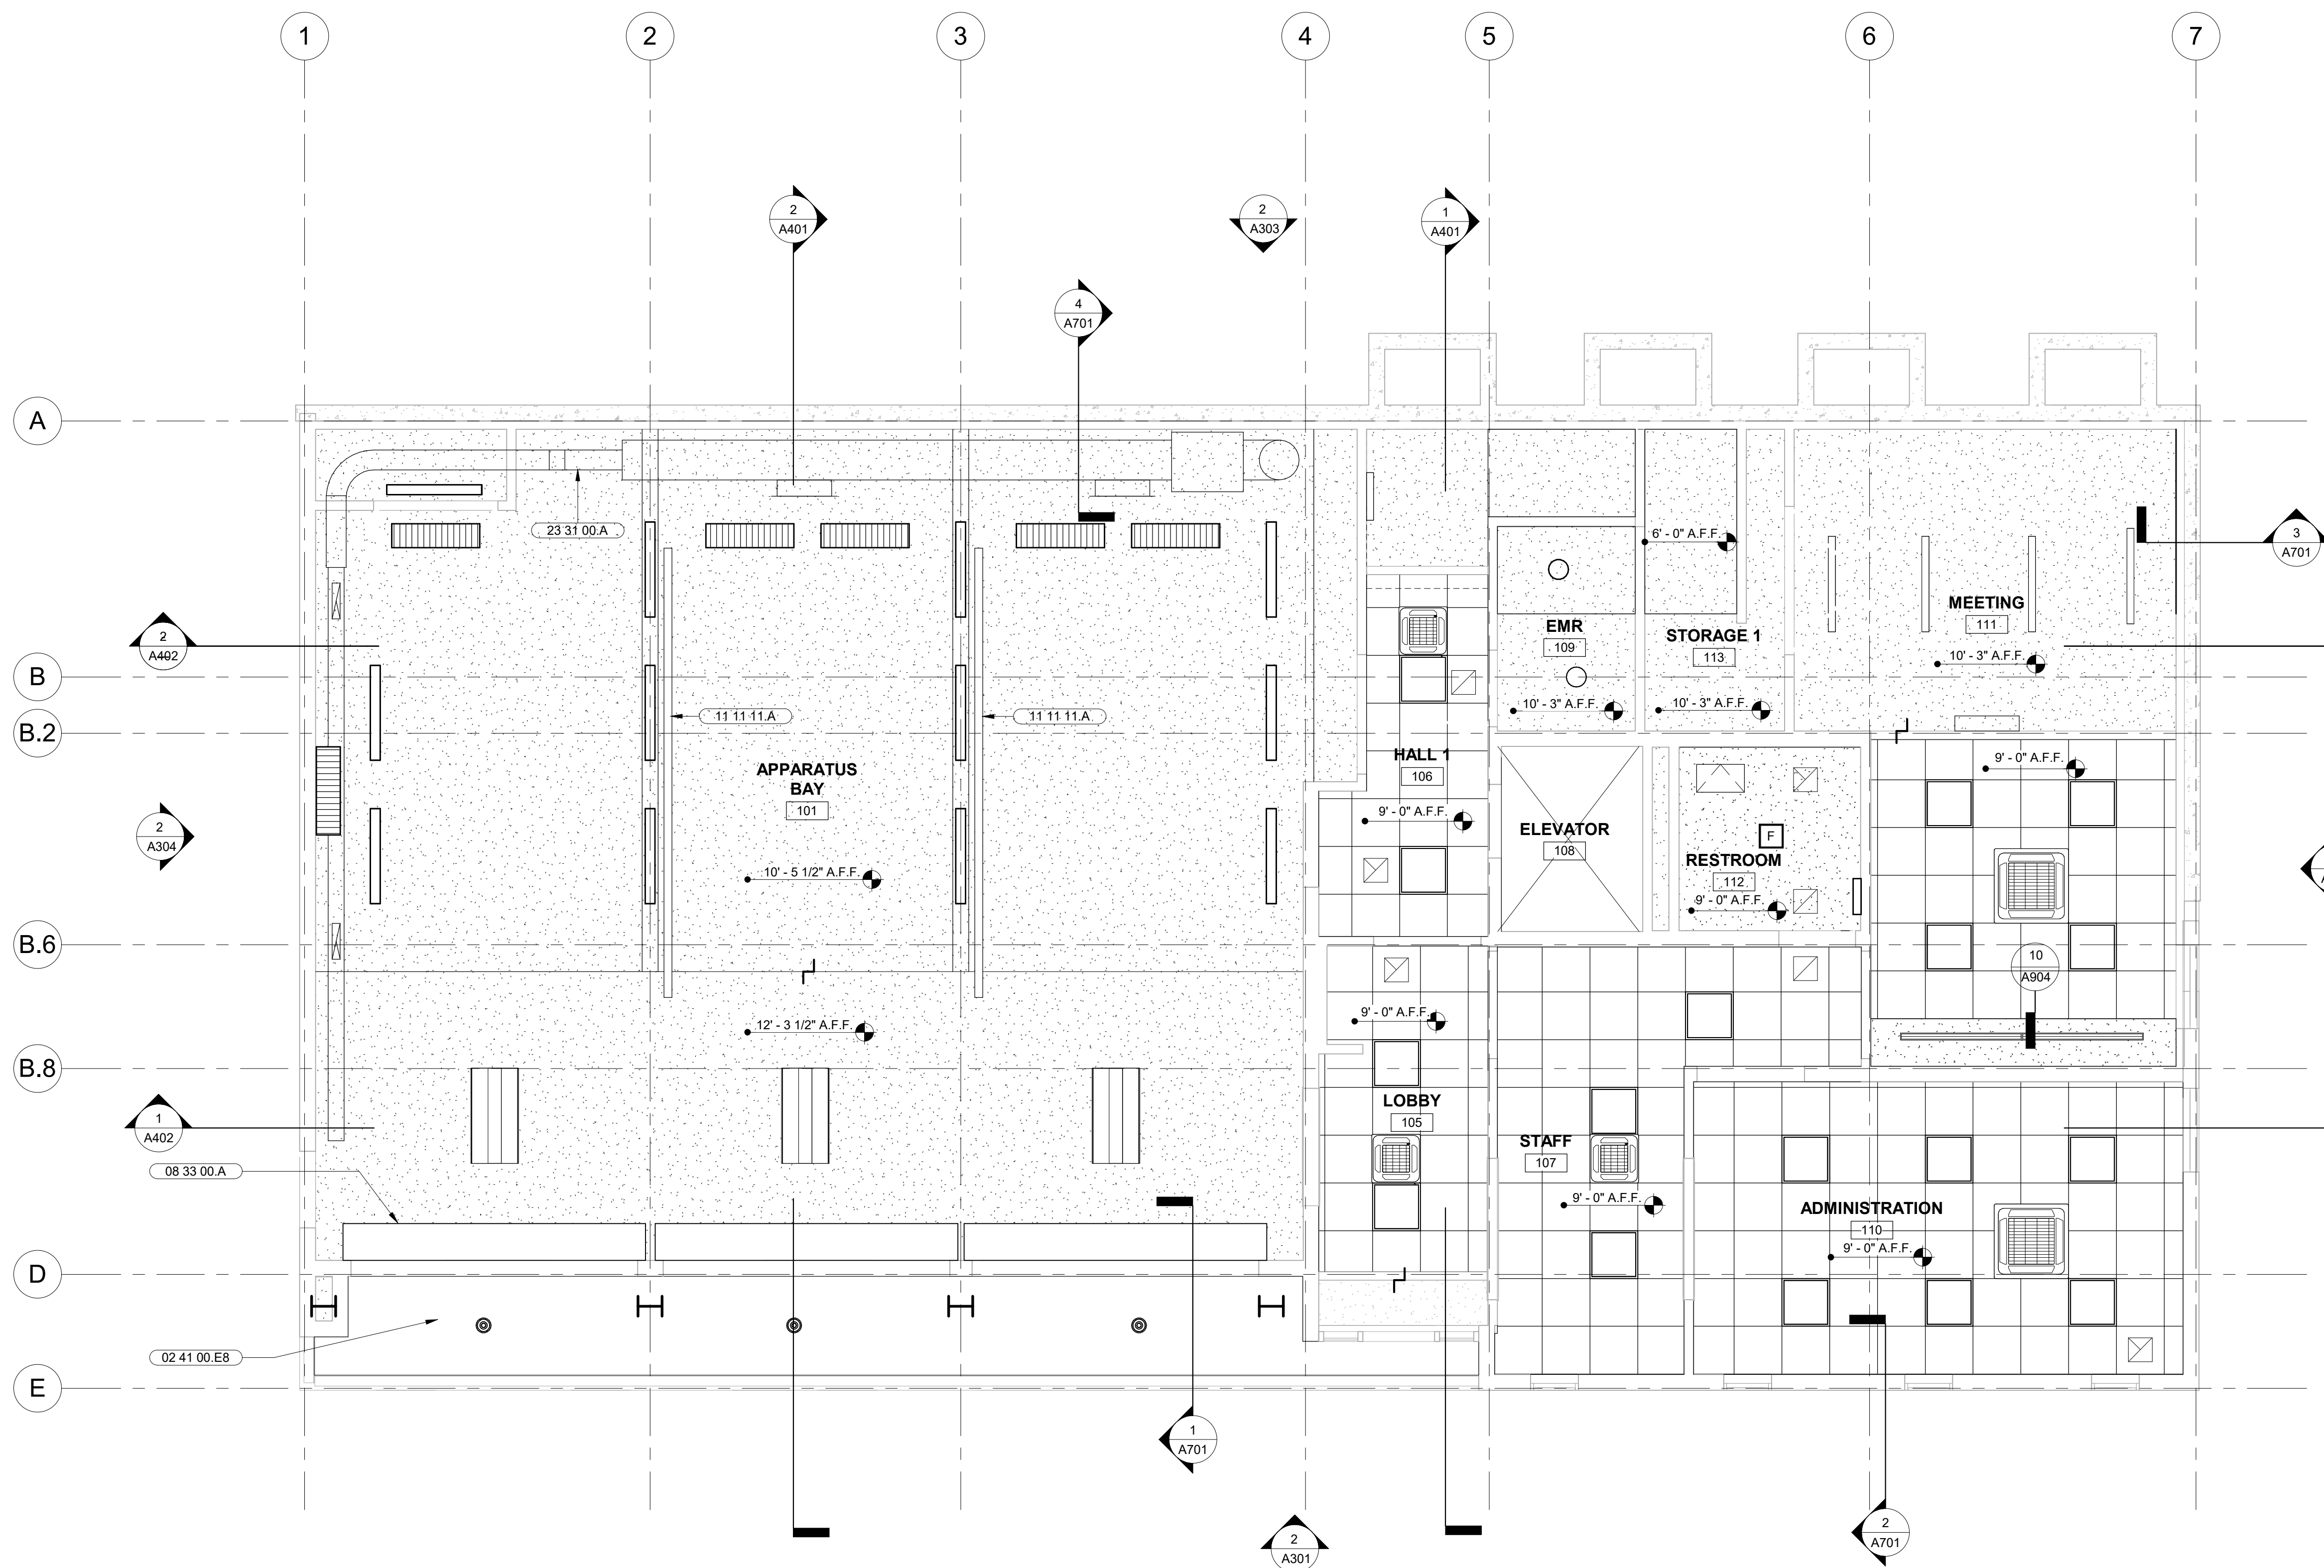 1
2
3
4
5
6
7
2
A401
2
A303
1
A401
4
A701
A
23 31 00.A
6' - 0" A.F.F.
3
A701
MEETING
111
EMR
109
STORAGE 1
113
2
A402
10' - 3" A.F.F.
B
10' - 3" A.F.F.
10' - 3" A.F.F.
11 11 11.A
11 11 11.A
B.2
HALL 1
106
9' - 0" A.F.F.
APPARATUS
BAY
101
9' - 0" A.F.F.
2
A304
ELEVATOR
108
F
RESTROOM
112
10' - 5 1/2" A.F.F.
9' - 0" A.F.F.
B.6
10
A904
9' - 0" A.F.F.
12' - 3 1/2" A.F.F.
B.8
LOBBY
105
1
A402
STAFF
107
08 33 00.A
9' - 0" A.F.F.
ADMINISTRATION
110
9' - 0" A.F.F.
D
02 41 00.E8
E
1
A701
2
A701
2
A301